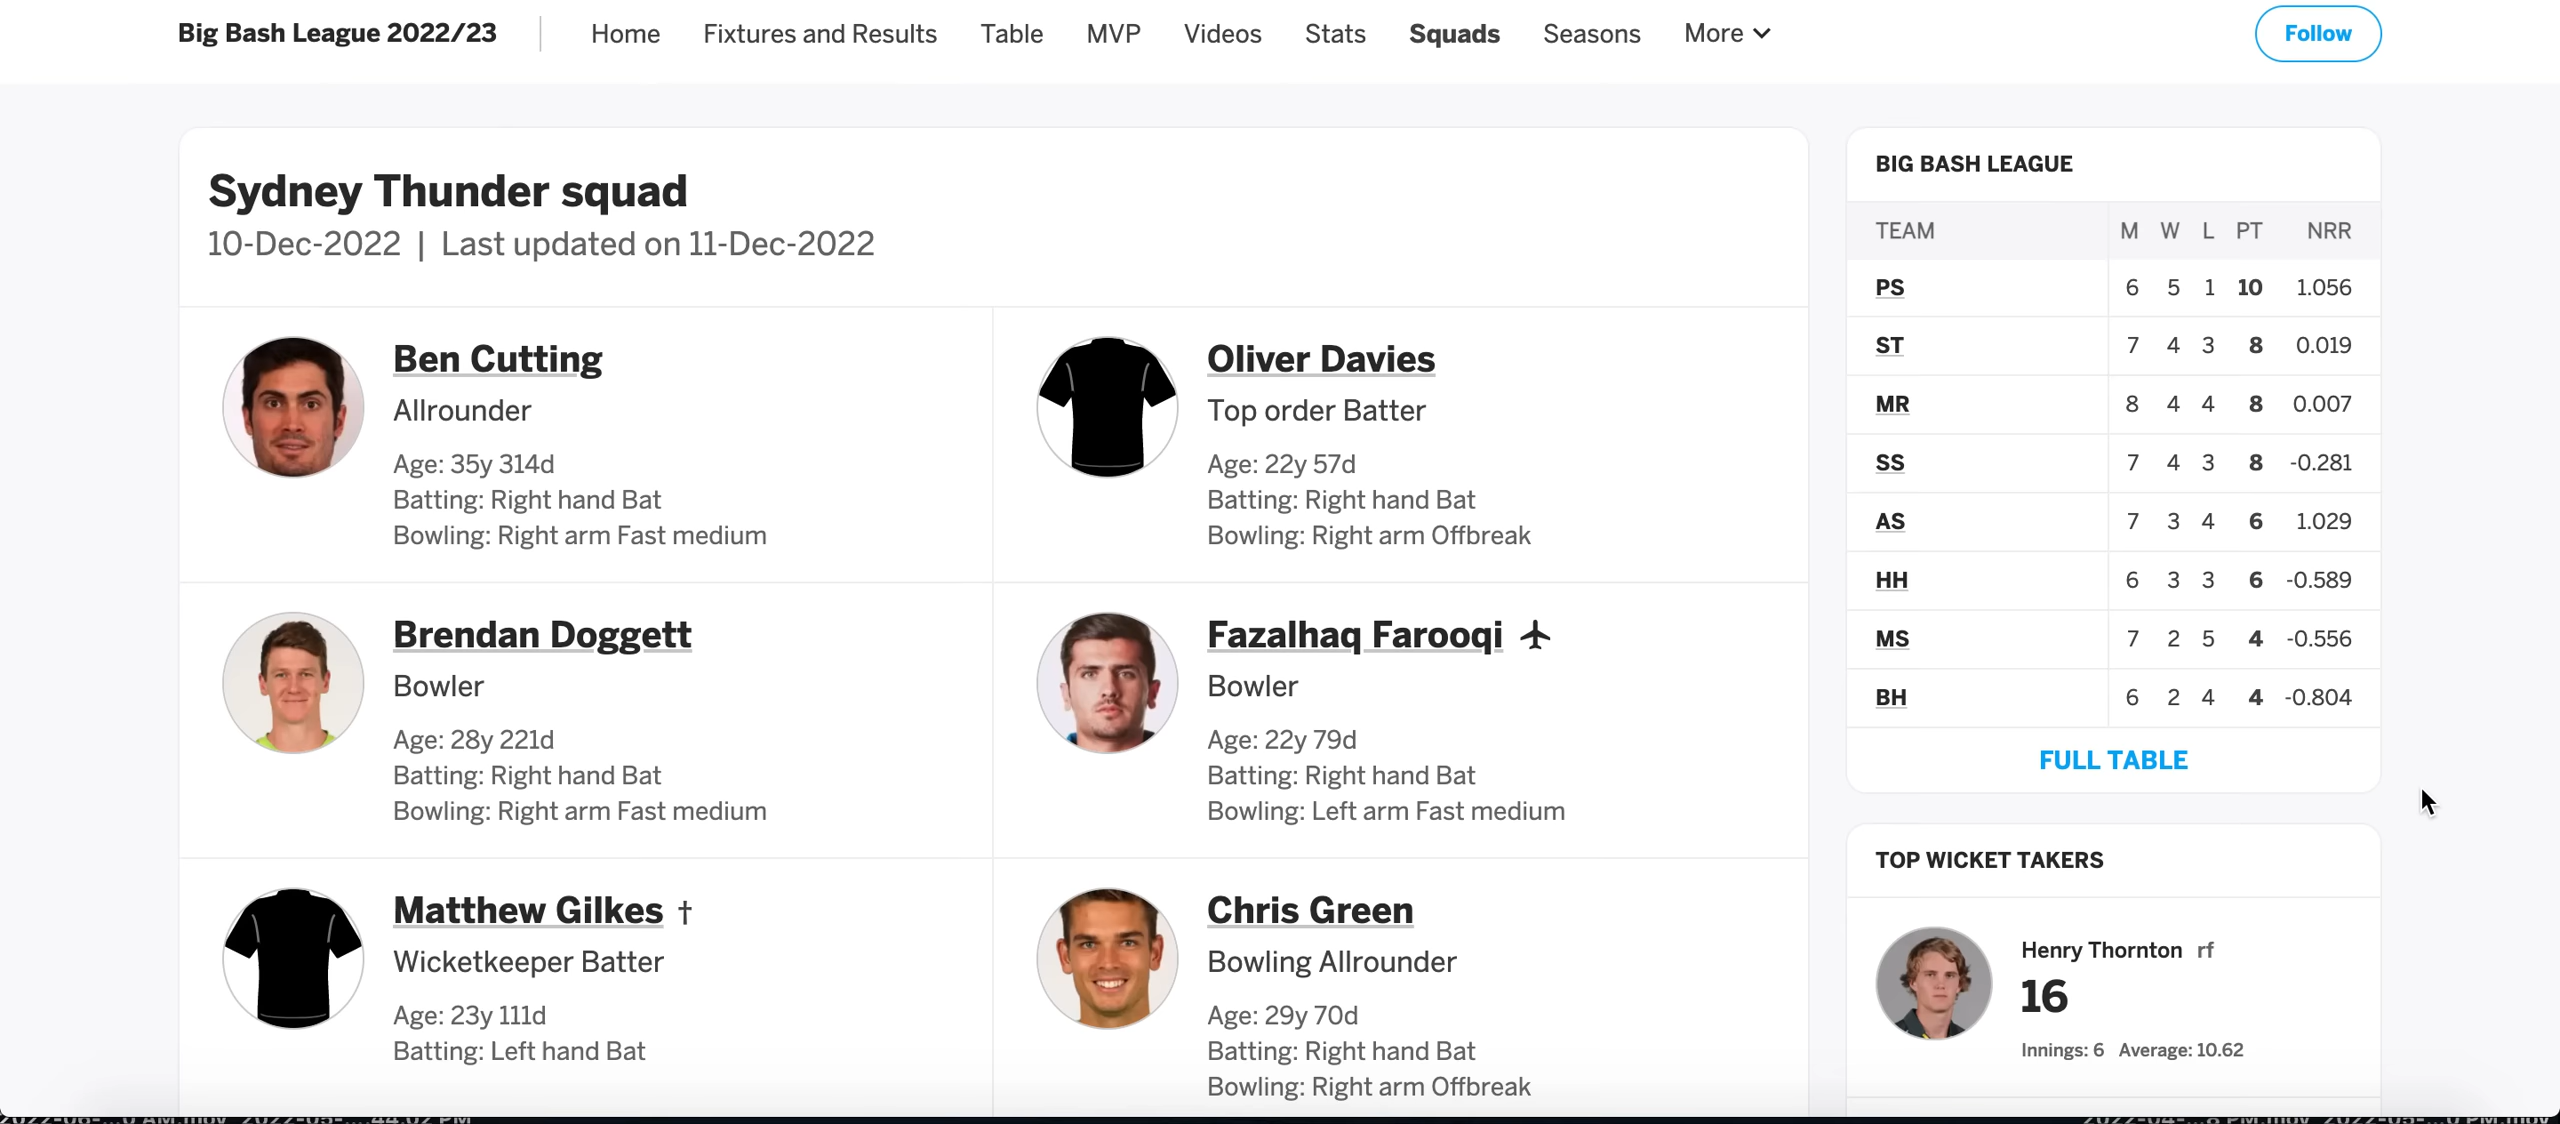 Big Bash League 2022/23
Home Fixtures and Results Table MVP Videos Stats Squads Seasons More
Follow
Sydney Thunder squad
10-Dec-2022 | Last updated on 11-Dec-2022
Ben Cutting
Allrounder
Age: 35y 314d
Batting: Right hand Bat
Bowling: Right arm Fast medium
Oliver Davies
Top order Batter
Age: 22y 57d
Batting: Right hand Bat
Bowling: Right arm Offbreak
Brendan Doggett
Bowler
Age: 28y 221d
Batting: Right hand Bat
Bowling: Right arm Fast medium
Fazalhaq Farooqi
Bowler
Age: 22y 79d
Batting: Right hand Bat
Bowling: Left arm Fast medium
Matthew Gilkes †
Wicketkeeper Batter
Age: 23y 111d
Batting: Left hand Bat
Chris Green
Bowling Allrounder
Age: 29y 70d
Batting: Right hand Bat
Bowling: Right arm Offbreak
BIG BASH LEAGUE
TEAM M W L PT NRR
PS 6 5 1 10 1.056
ST 7 4 3 8 0.019
MR 8 4 4 8 0.007
SS 7 4 3 8 -0.281
AS 7 3 4 6 1.029
HH 6 3 3 6 -0.589
MS 7 2 5 4 -0.556
BH 6 2 4 4 -0.804
FULL TABLE
TOP WICKET TAKERS
Henry Thornton rf
16
Innings: 6 Average: 10.62